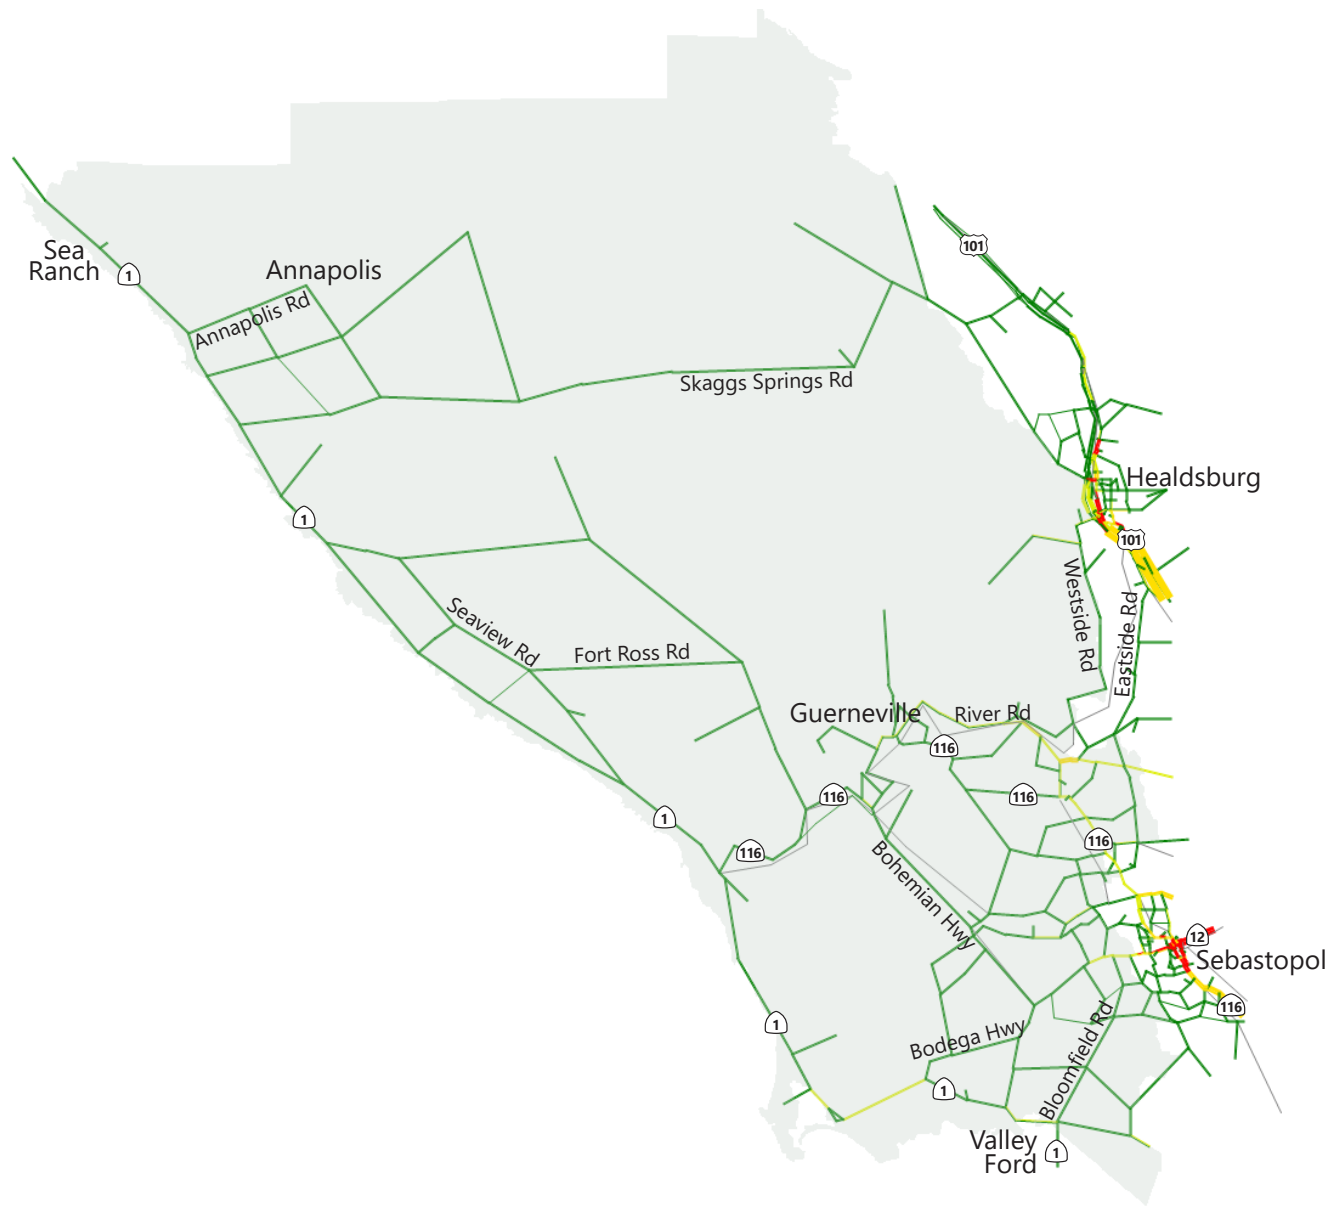 101
Sea
Ranch
1
Annapolis
Annapolis Rd
Skaggs Springs Rd
Healdsburg
1
101
Westside Rd
Eastside Rd
Seaview Rd
Fort Ross Rd
Guerneville
River Rd
116
116
116
1
116
116
Bohemian Hwy
12
Sebastopol
116
1
Bodega Hwy
Bloomfield Rd
1
Valley
Ford
1